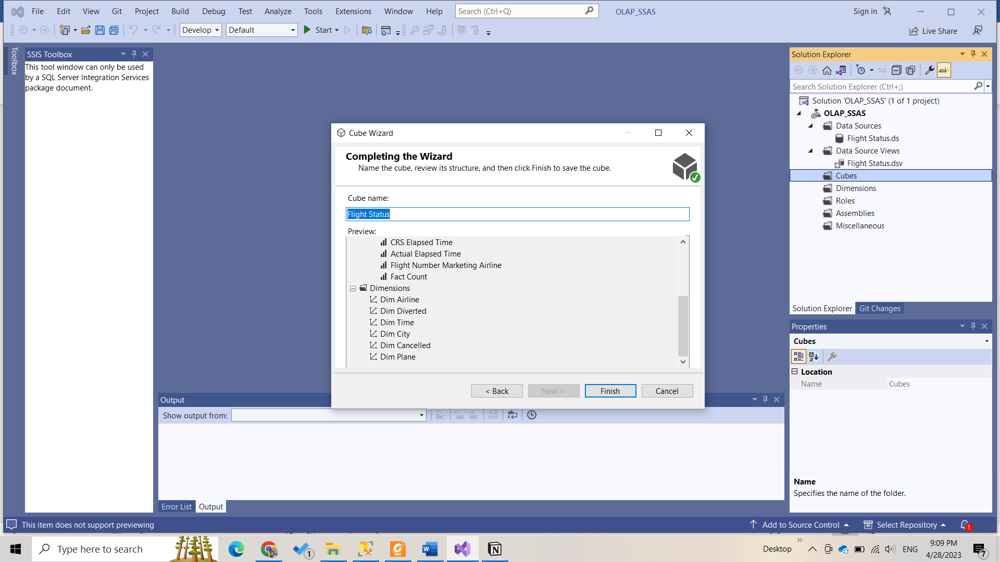 File Edit View Git Project Build Debug Test Analyze Tools Extensions Window Help Search (Ctrl+Q) OLAP_SSAS Sign in
Develop Default Start Live Share
Toolbox
SSIS Toolbox
This tool window can only be used
by a SQL Server Integration Services
package document.
Cube Wizard
Completing the Wizard
Name the cube, review its structure, and then click Finish to save the cube.
Cube name:
Flight Status
Preview:
CRS Elapsed Time
Actual Elapsed Time
Flight Number Marketing Airline
Fact Count
Dimensions
Dim Airline
Dim Diverted
Dim Time
Dim City
Dim Cancelled
Dim Plane
< Back Next > Finish Cancel
Output
Show output from:
Error List Output
Solution Explorer
Search Solution Explorer (Ctrl+;)
Solution 'OLAP_SSAS' (1 of 1 project)
OLAP_SSAS
Data Sources
Flight Status.ds
Data Source Views
Flight Status.dsv
Cubes
Dimensions
Roles
Assemblies
Miscellaneous
Solution Explorer Git Changes
Properties
Cubes
Location
Name Cubes
Name
Specifies the name of the folder.
This item does not support previewing Add to Source Control Select Repository 1
Type here to search 1 Desktop ENG 9:09 PM
4/28/2023 7